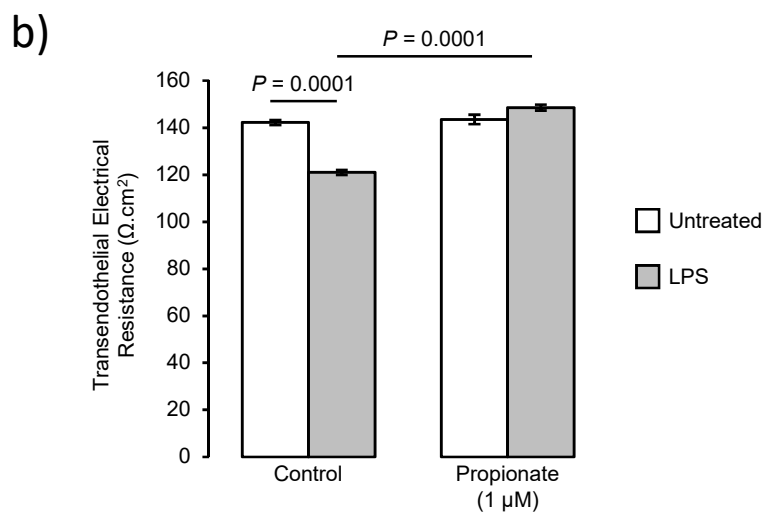 b)
P = 0.0001
P = 0.0001
160
140
120
100
80
60
40
20
0
Transendothelial Electrical
Resistance (Ω.cm²)
Control
Propionate
(1 µM)
Untreated
LPS